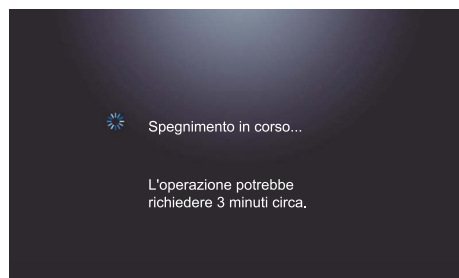 Spegnimento in corso...
L'operazione potrebbe
richiedere 3 minuti circa.